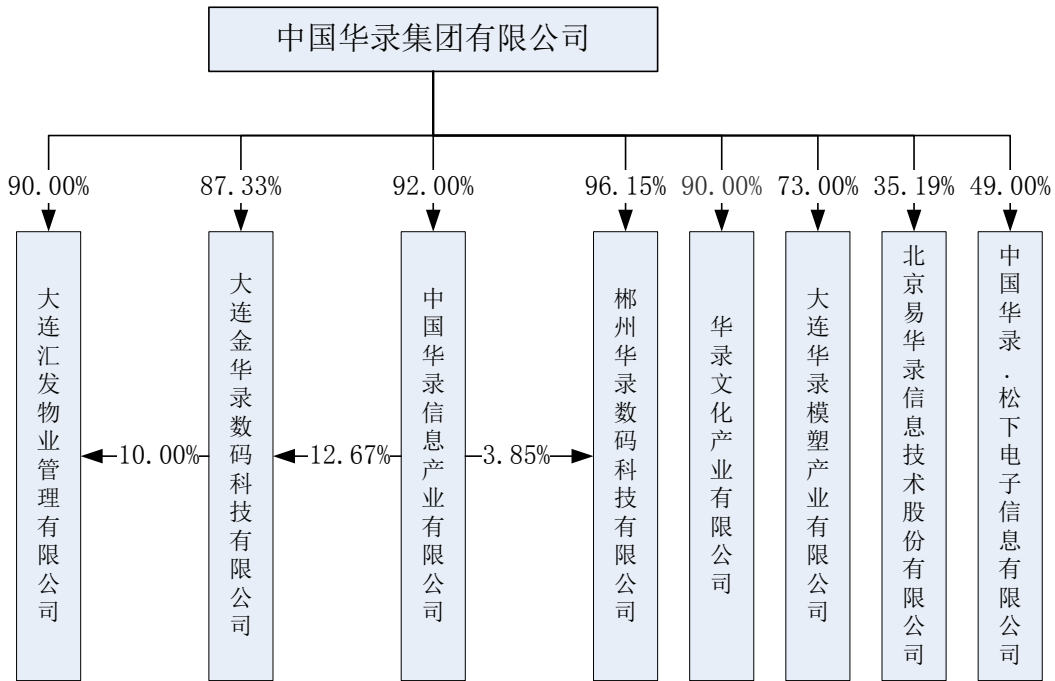 中国华录集团有限公司
90.00%
87.33%
92.00%
96.15%
90.00%
73.00%
35.19%
49.00%
大连汇发物业管理有限公司
10.00%
大连金华录数码科技有限公司
12.67%
中国华录信息产业有限公司
3.85%
郴州华录数码科技有限公司
华录文化产业有限公司
大连华录模塑产业有限公司
北京易华录信息技术股份有限公司
中国华录.松下电子信息有限公司